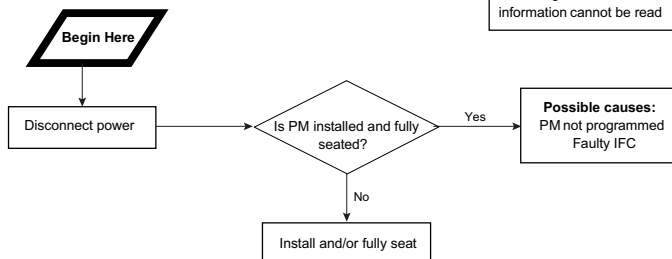 information cannot be read
Begin Here
Disconnect power
Is PM installed and fully
seated?
Yes
Possible causes:
PM not programmed
Faulty IFC
No
Install and/or fully seat